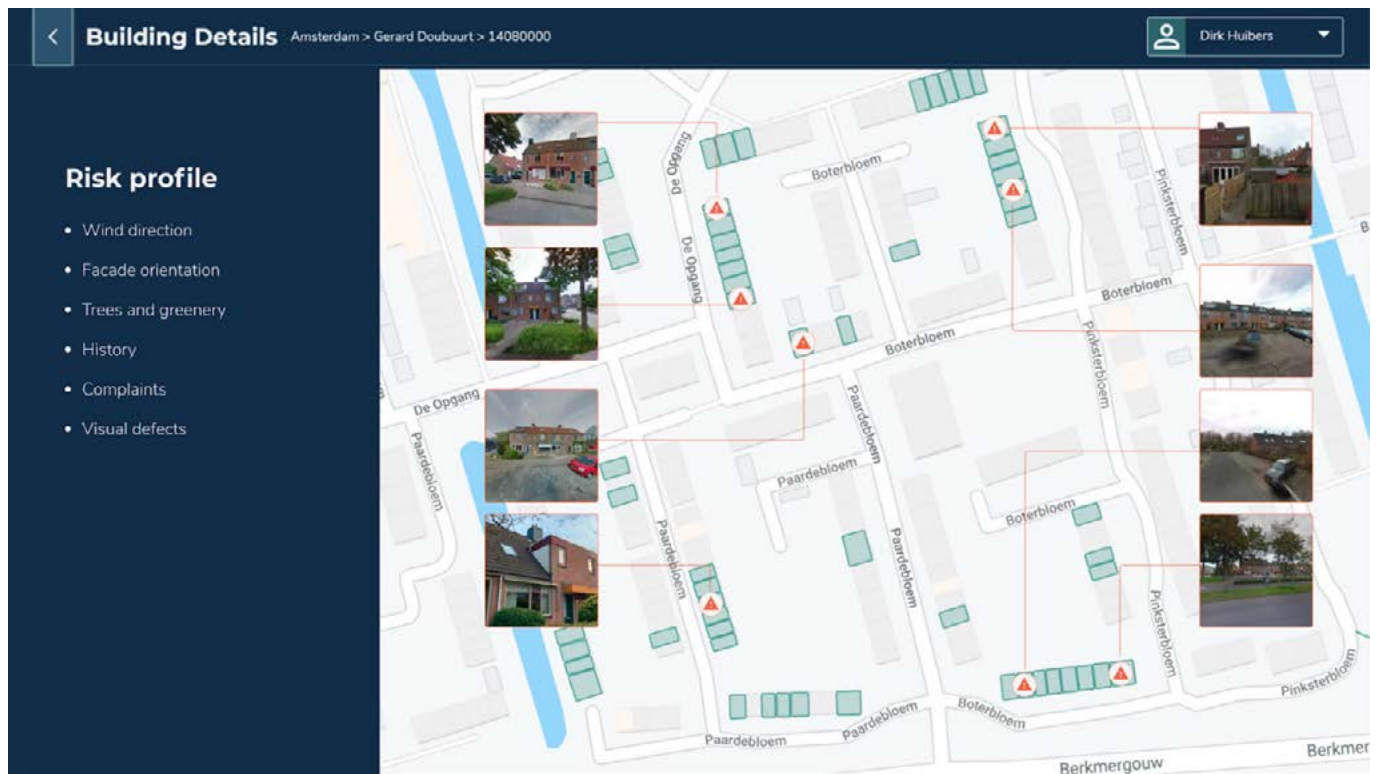 Building Details
Amsterdam > Gerard Doubuurt > 14080000
Dirk Huibers
Risk profile
• Wind direction
• Facade orientation
• Trees and greenery
• History
• Complaints
• Visual defects
De Opgang
Boterbloem
Pinksterbloem
De Opgang
Boterbloem
Boterbloem
Pinksterbloem
De Opgang
Paardebloem
Paardebloem
Paardebloem
Boterbloem
Paardebloem
Paardebloem
Pinksterbloem
Pinksterbloem
Boterbloem
Paardebloem
Paardebloem
Berkmergouw
Berkmer